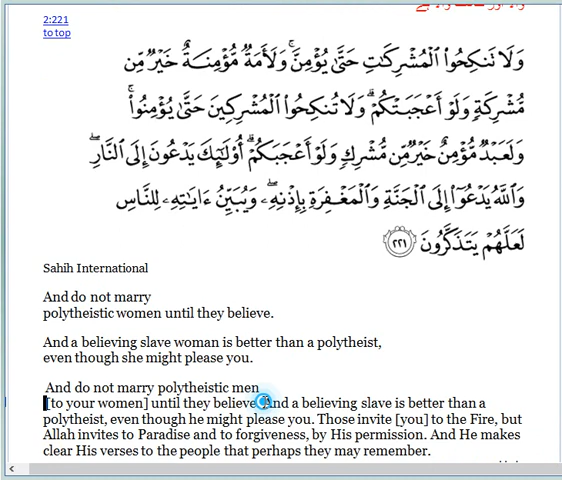 2:221
to top
وَلَا تَنكِحُوا۟ ٱلْمُشْرِكَٰتِ حَتَّىٰ يُؤْمِنَّ ۚ وَلَأَمَةٌ مُّؤْمِنَةٌ خَيْرٌ مِّن
مُّشْرِكَةٍ وَلَوْ أَعْجَبَتْكُمْ ۗ وَلَا تُنكِحُوا۟ ٱلْمُشْرِكِينَ حَتَّىٰ يُؤْمِنُوا۟ ۚ
وَلَعَبْدٌ مُّؤْمِنٌ خَيْرٌ مِّن مُّشْرِكٍ وَلَوْ أَعْجَبَكُمْ ۗ أُو۟لَٰٓئِكَ يَدْعُونَ إِلَى ٱلنَّارِ ۖ
وَٱللَّهُ يَدْعُوٓا۟ إِلَى ٱلْجَنَّةِ وَٱلْمَغْفِرَةِ بِإِذْنِهِۦ ۖ وَيُبَيِّنُ ءَايَٰتِهِۦ لِلنَّاسِ
لَعَلَّهُمْ يَتَذَكَّرُونَ ٢٢١
Sahih International
And do not marry
polytheistic women until they believe.
And a believing slave woman is better than a polytheist,
even though she might please you.
And do not marry polytheistic men
[to your women] until they believe. And a believing slave is better than a
polytheist, even though he might please you. Those invite [you] to the Fire, but
Allah invites to Paradise and to forgiveness, by His permission. And He makes
clear His verses to the people that perhaps they may remember.